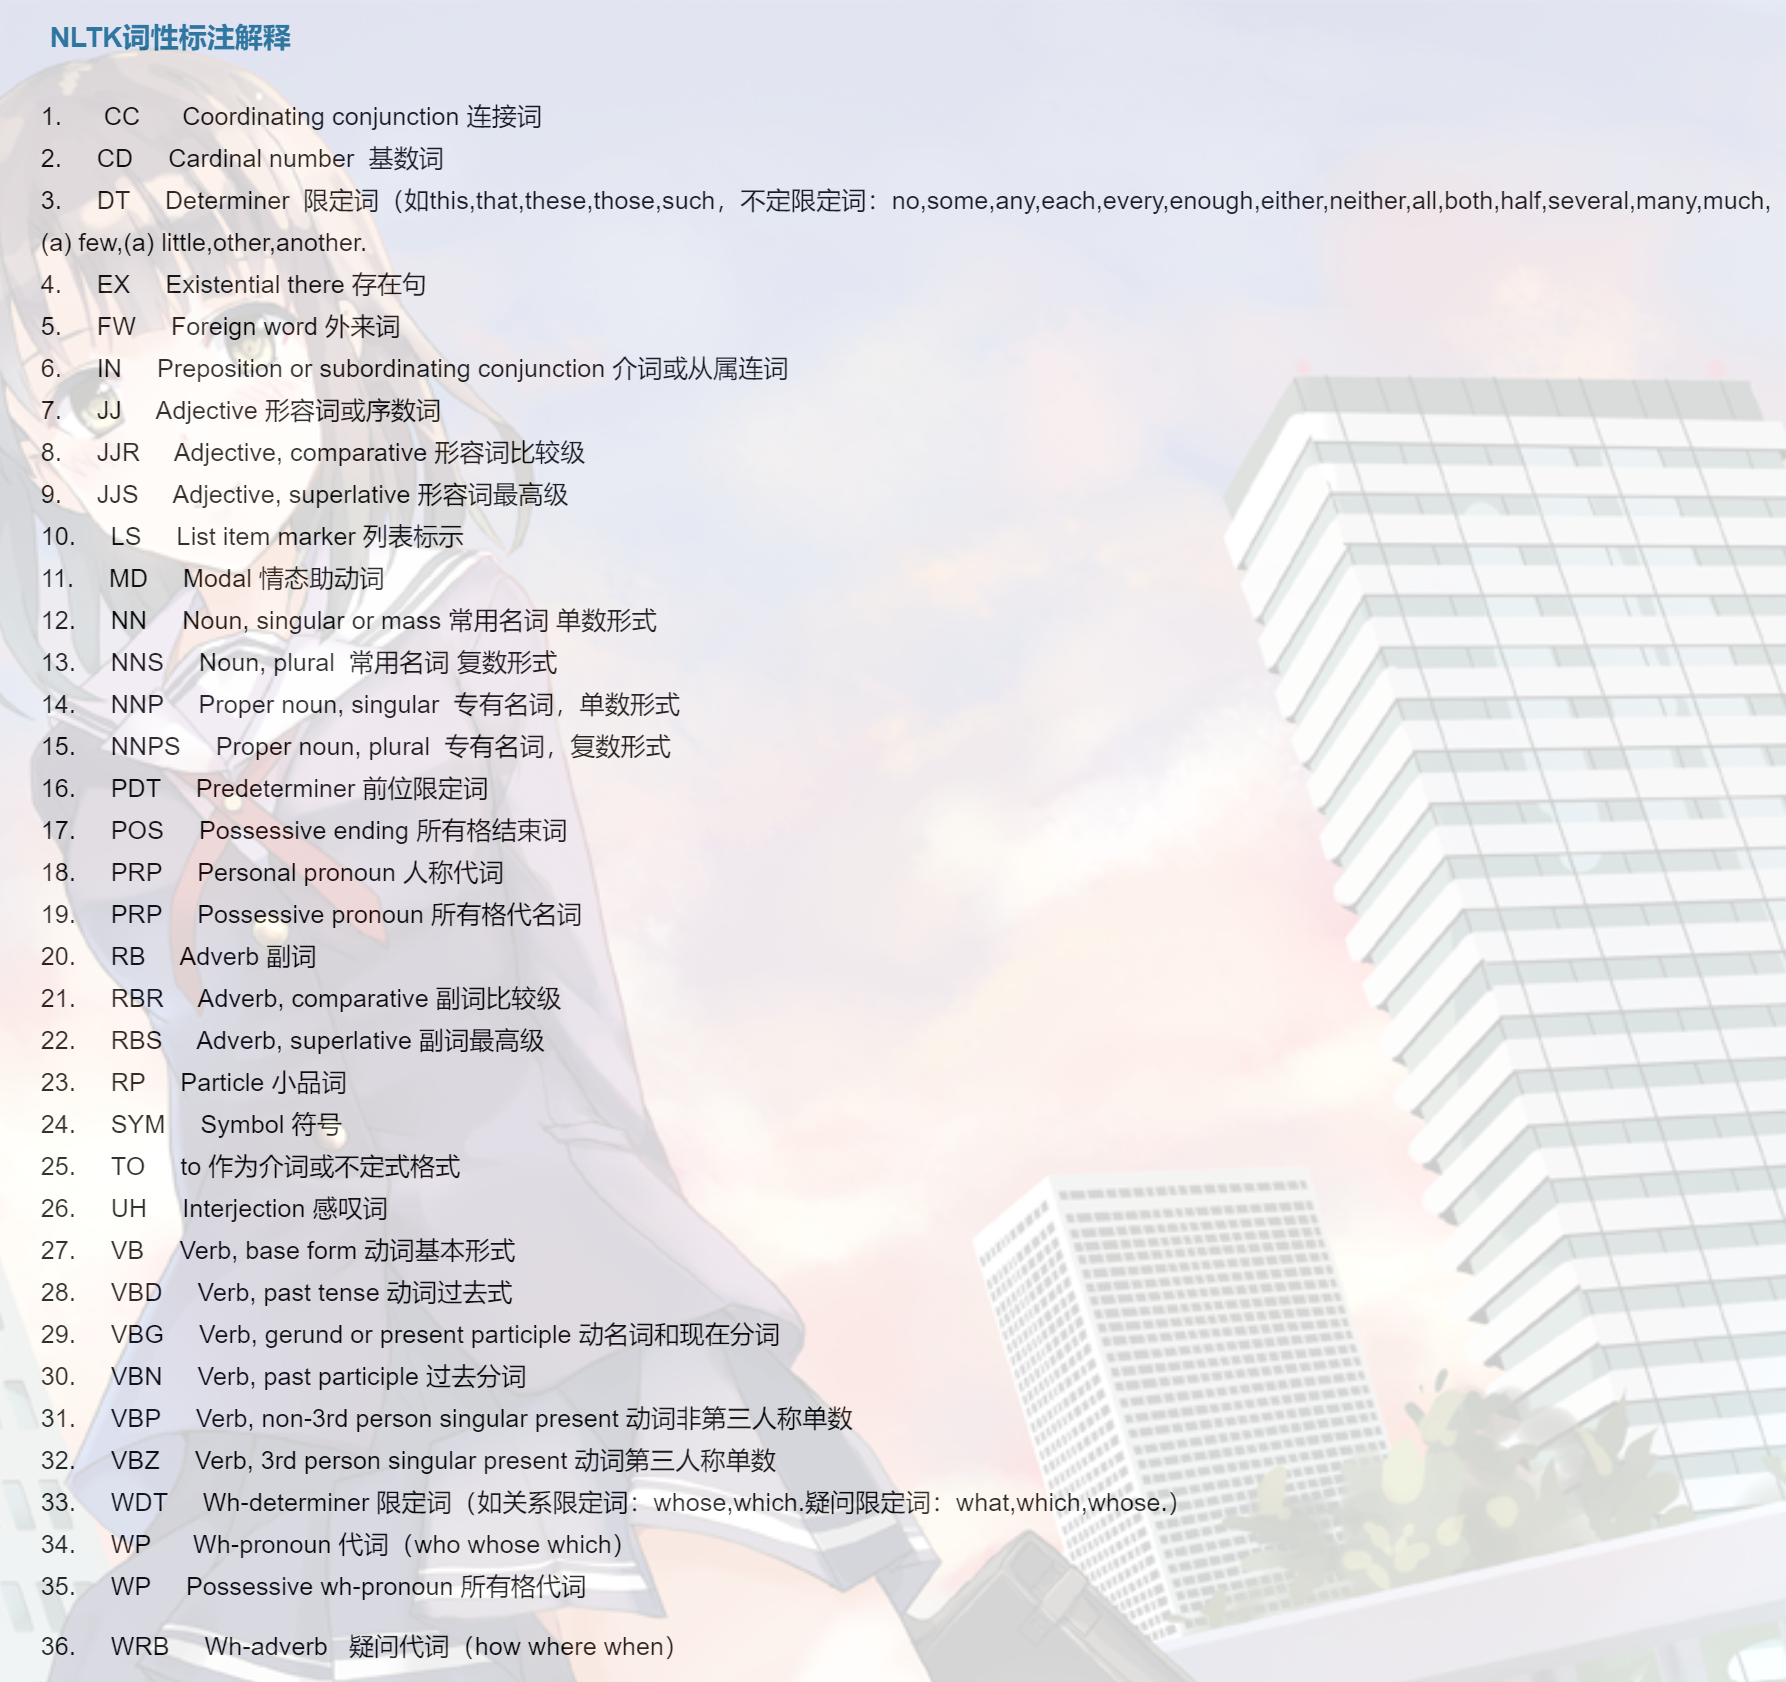 NLTK词性标注解释
1. CC Coordinating conjunction 连接词
2. CD Cardinal number 基数词
3. DT Determiner 限定词（如this,that,these,those,such，不定限定词：no,some,any,each,every,enough,either,neither,all,both,half,several,many,much,
(a) few,(a) little,other,another.
4. EX Existential there 存在句
5. FW Foreign word 外来词
6. IN Preposition or subordinating conjunction 介词或从属连词
7. JJ Adjective 形容词或序数词
8. JJR Adjective, comparative 形容词比较级
9. JJS Adjective, superlative 形容词最高级
10. LS List item marker 列表标示
11. MD Modal 情态助动词
12. NN Noun, singular or mass 常用名词 单数形式
13. NNS Noun, plural 常用名词 复数形式
14. NNP Proper noun, singular 专有名词，单数形式
15. NNPS Proper noun, plural 专有名词，复数形式
16. PDT Predeterminer 前位限定词
17. POS Possessive ending 所有格结束词
18. PRP Personal pronoun 人称代词
19. PRP Possessive pronoun 所有格代名词
20. RB Adverb 副词
21. RBR Adverb, comparative 副词比较级
22. RBS Adverb, superlative 副词最高级
23. RP Particle 小品词
24. SYM Symbol 符号
25. TO to 作为介词或不定式格式
26. UH Interjection 感叹词
27. VB Verb, base form 动词基本形式
28. VBD Verb, past tense 动词过去式
29. VBG Verb, gerund or present participle 动名词和现在分词
30. VBN Verb, past participle 过去分词
31. VBP Verb, non-3rd person singular present 动词非第三人称单数
32. VBZ Verb, 3rd person singular present 动词第三人称单数
33. WDT Wh-determiner 限定词（如关系限定词：whose,which.疑问限定词：what,which,whose.）
34. WP Wh-pronoun 代词（who whose which）
35. WP Possessive wh-pronoun 所有格代词
36. WRB Wh-adverb 疑问代词（how where when）